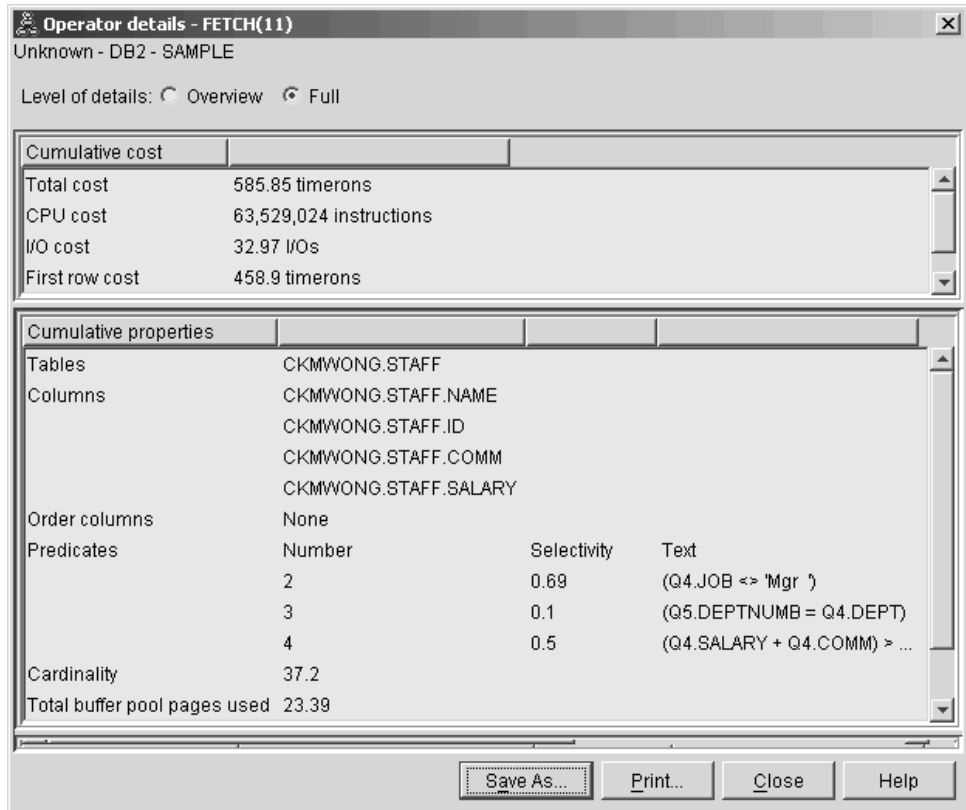 Operator details - FETCH(11)
Unknown - DB2 - SAMPLE
Level of details: Overview Full
Cumulative cost
Total cost 585.85 timerons
CPU cost 63,529,024 instructions
I/O cost 32.97 I/Os
First row cost 458.9 timerons
Cumulative properties
Tables CKMWONG.STAFF
Columns CKMWONG.STAFF.NAME
CKMWONG.STAFF.ID
CKMWONG.STAFF.COMM
CKMWONG.STAFF.SALARY
Order columns None
Predicates Number Selectivity Text
2 0.69 (Q4.JOB <> 'Mgr  ')
3 0.1 (Q5.DEPTNUMB = Q4.DEPT)
4 0.5 (Q4.SALARY + Q4.COMM) > ...
Cardinality 37.2
Total buffer pool pages used 23.39
Save As... Print... Close Help